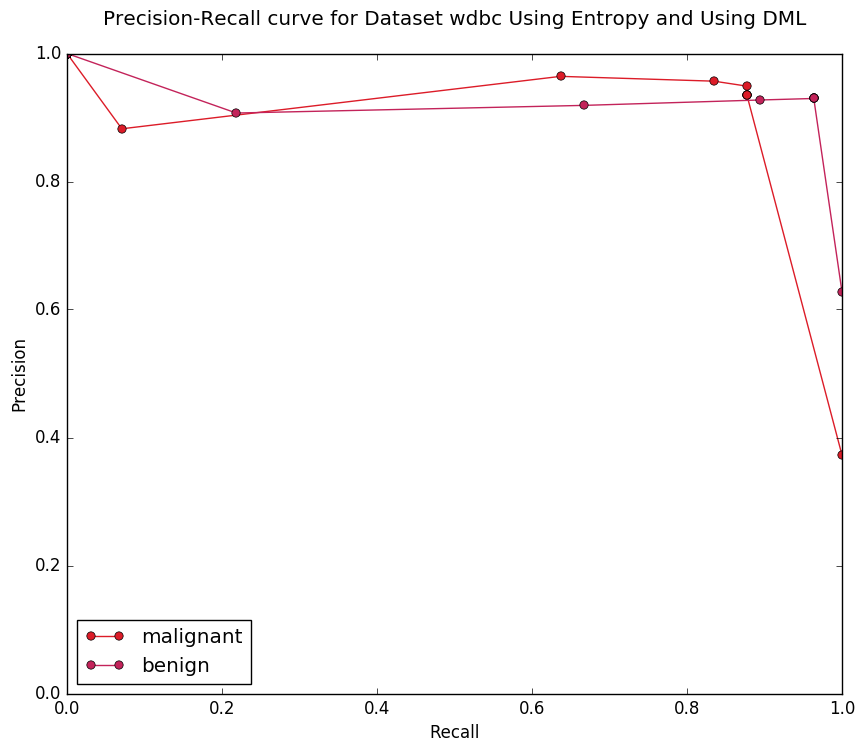 Precision-Recall curve for Dataset wdbc Using Entropy and Using DML
1.0
0.8
0.6
0.4
0.2
0.0
Precision
malignant
benign
0.0 0.2 0.4 0.6 0.8 1.0
Recall